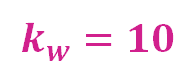 k_w = 10